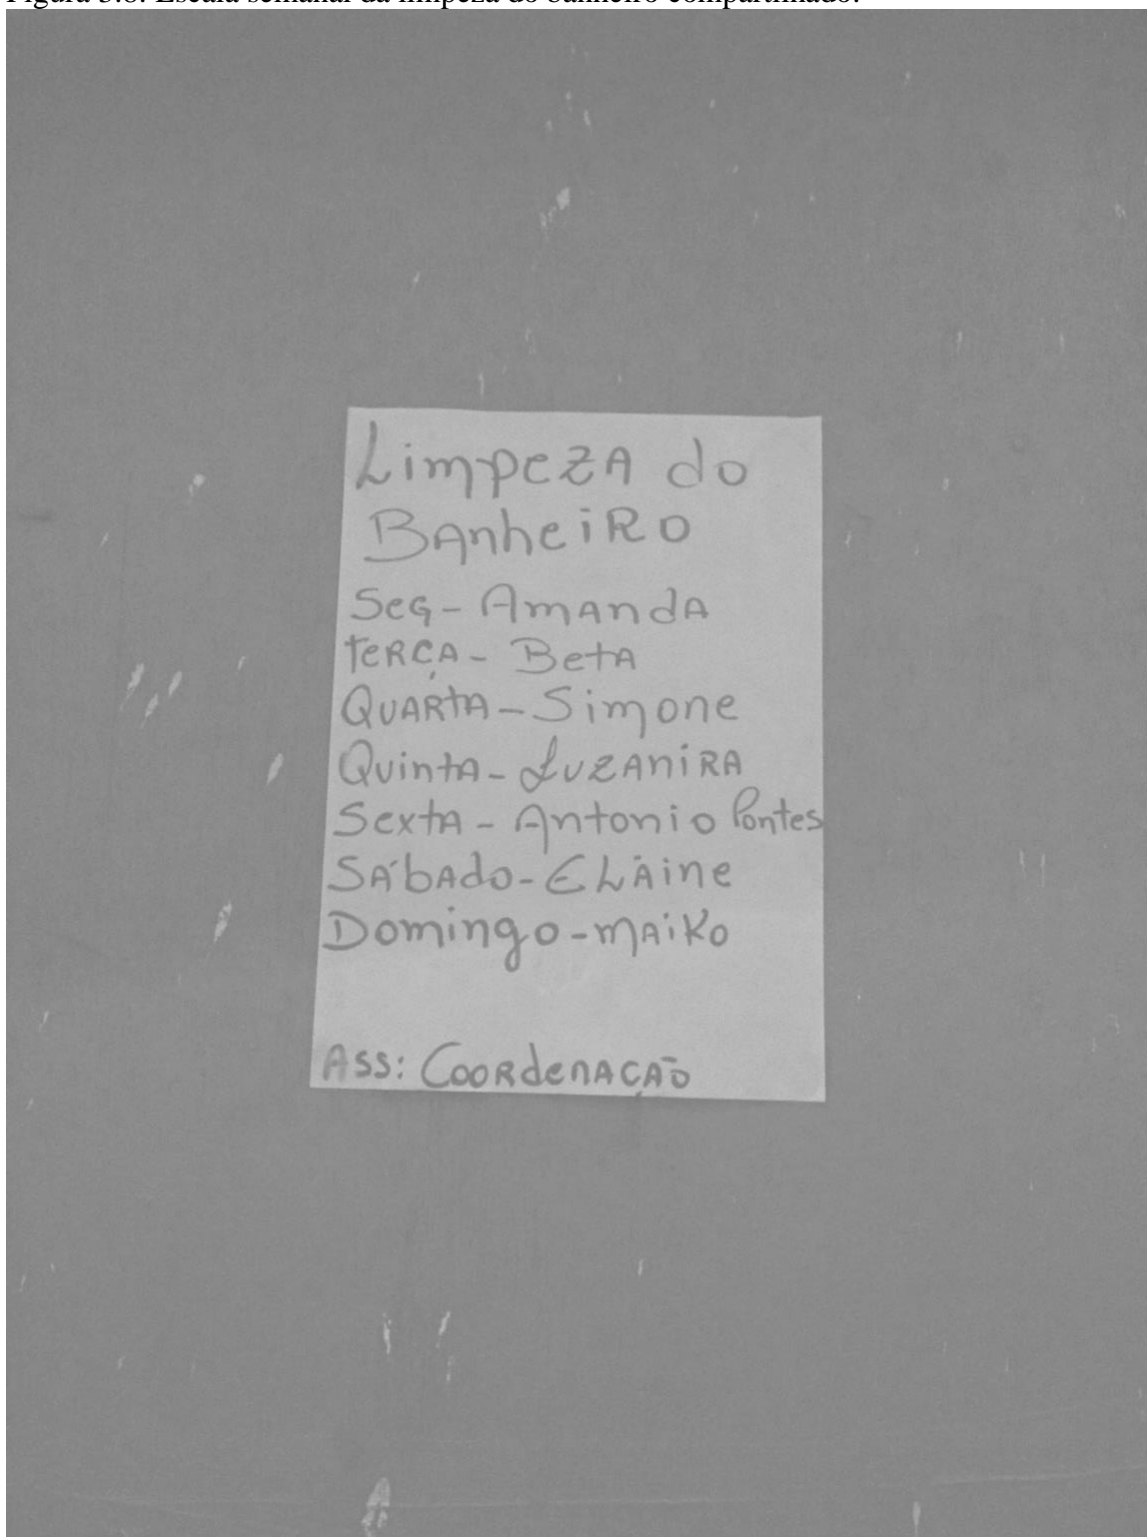 Figura 3.8: Escala semanal da limpeza do banheiro compartilhado.
Limpeza do
Banheiro
Seg - Amanda
Terça - Beta
Quarta - Simone
Quinta - Luzanira
Sexta - Antonio Pontes
Sábado - Elaine
Domingo - Maiko
Ass: Coordenação